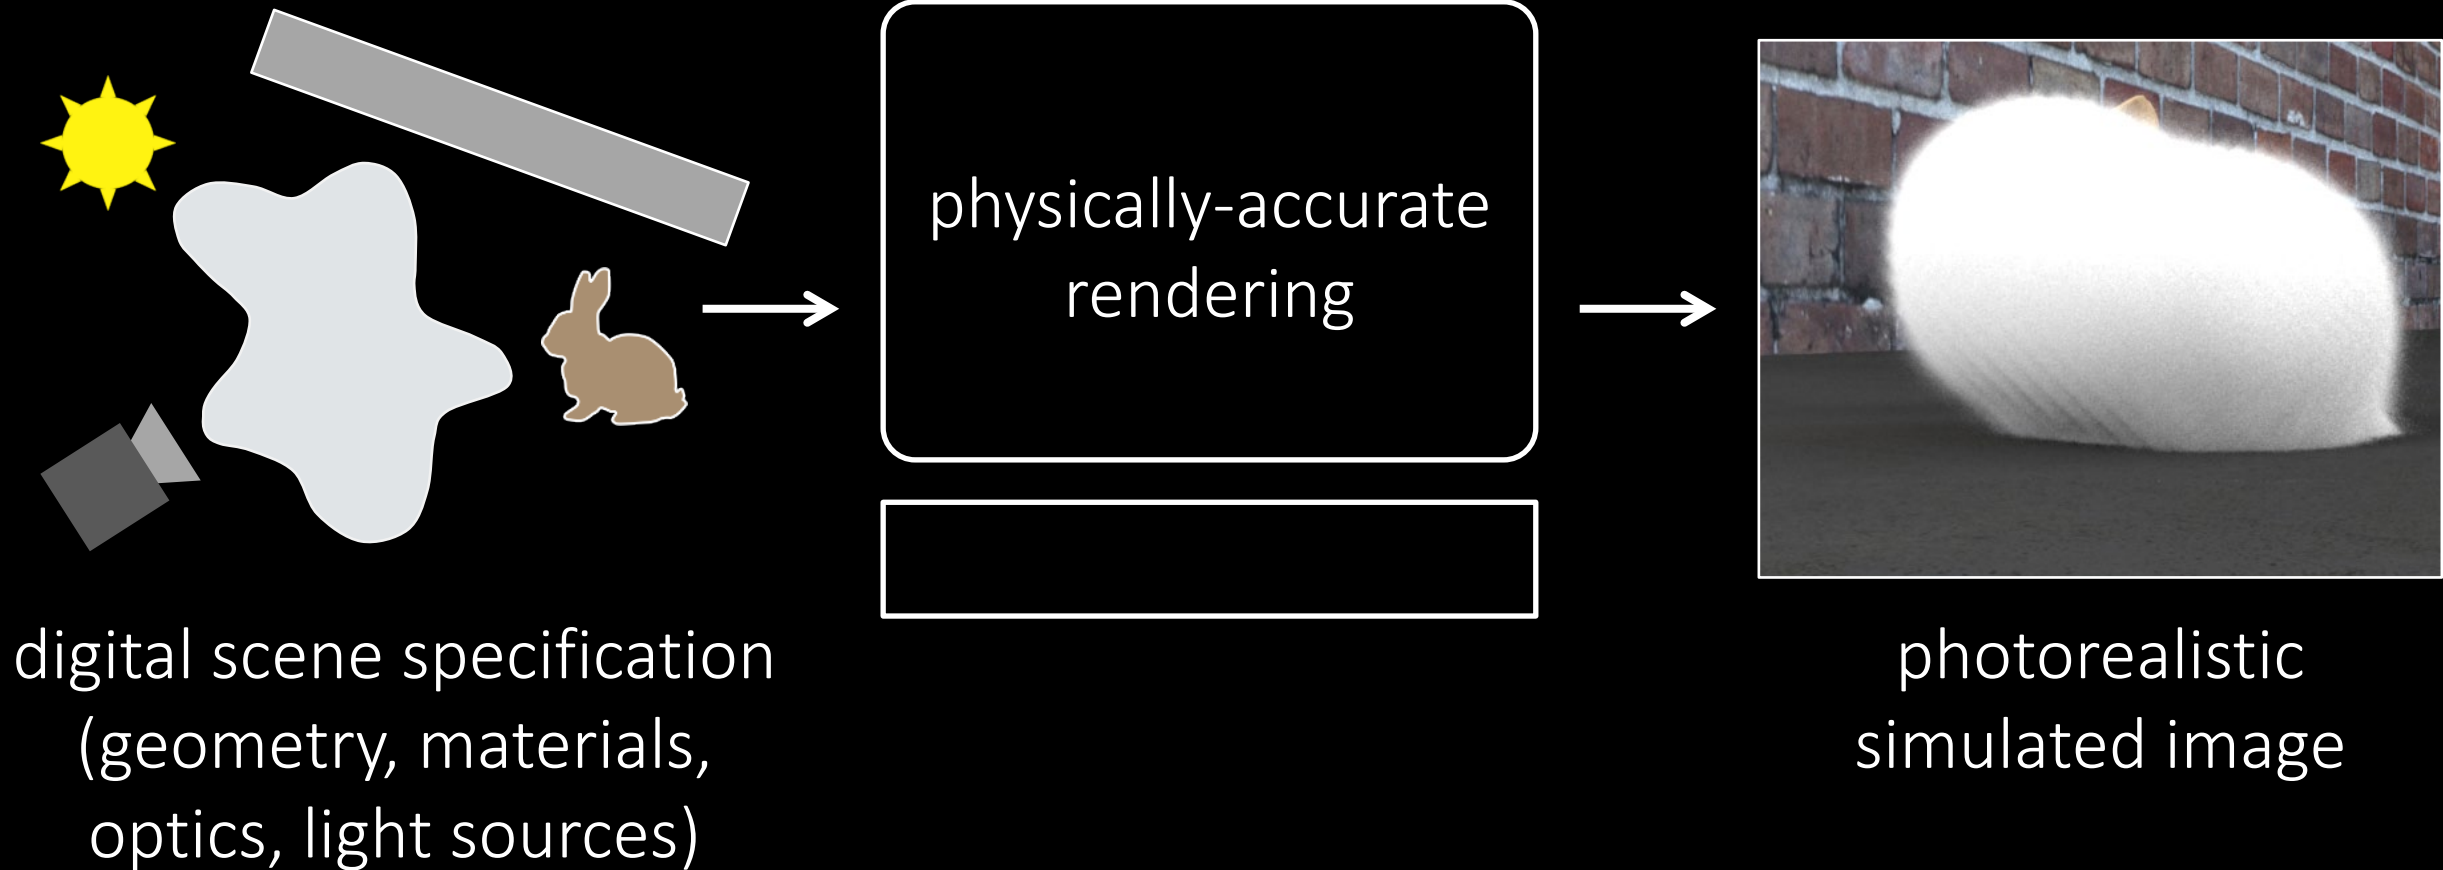 physically-accurate
rendering
digital scene specification
(geometry, materials,
optics, light sources)
photorealistic
simulated image